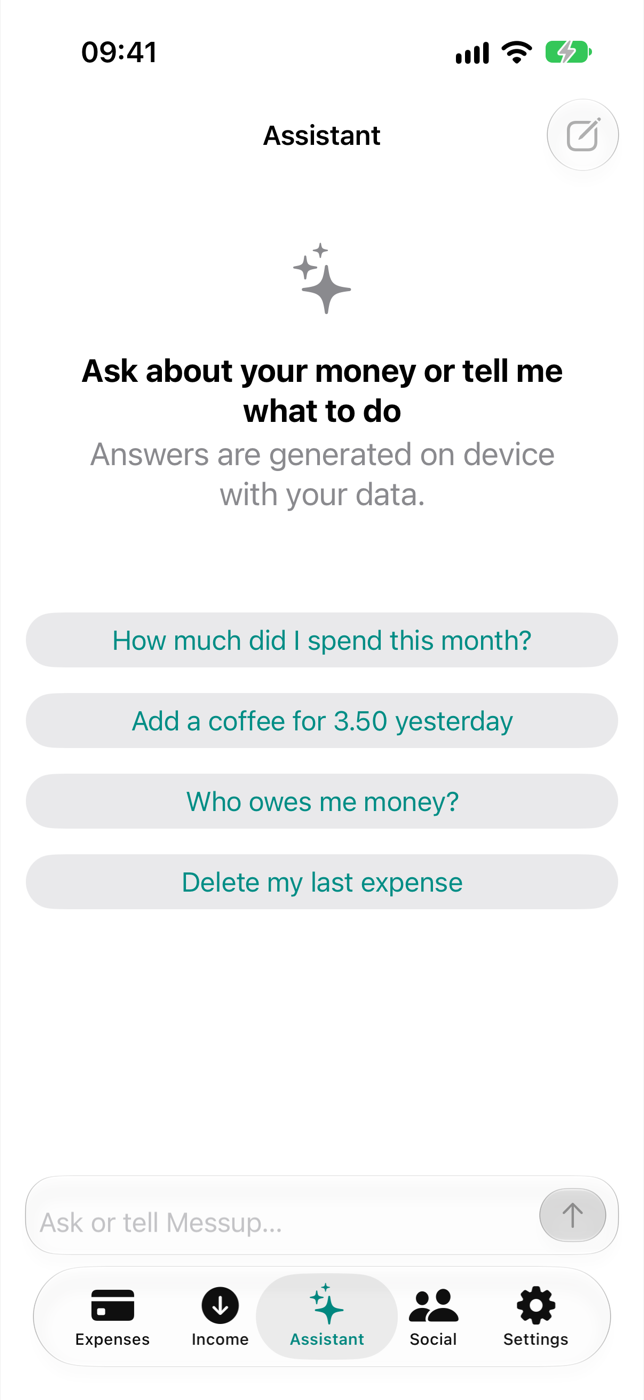 09:41
Assistant
Ask about your money or tell me
what to do
Answers are generated on device
with your data.
How much did I spend this month?
Add a coffee for 3.50 yesterday
Who owes me money?
Delete my last expense
Ask or tell Messup...
Expenses
Income
Assistant
Social
Settings